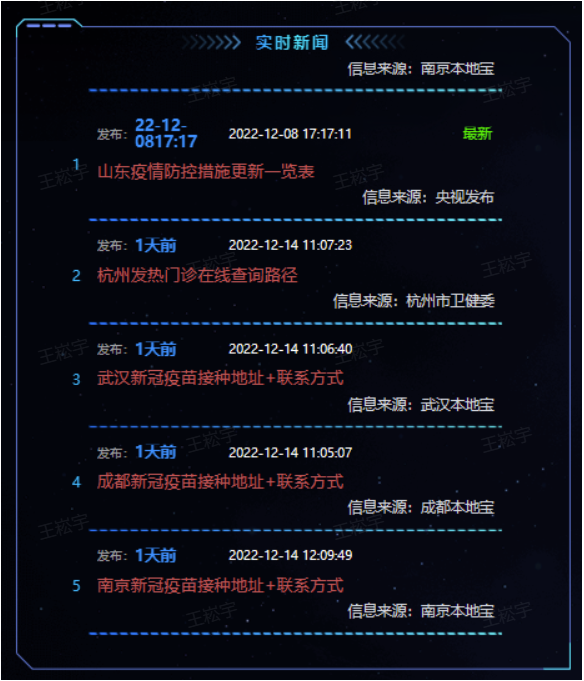 实时新闻
信息来源：南京本地宝
发布：22-12-0817:17 2022-12-08 17:17:11 最新
1 山东疫情防控措施更新一览表
信息来源：央视发布
发布：1天前 2022-12-14 11:07:23
2 杭州发热门诊在线查询路径
信息来源：杭州市卫健委
发布：1天前 2022-12-14 11:06:40
3 武汉新冠疫苗接种地址+联系方式
信息来源：武汉本地宝
发布：1天前 2022-12-14 11:05:07
4 成都新冠疫苗接种地址+联系方式
信息来源：成都本地宝
发布：1天前 2022-12-14 12:09:49
5 南京新冠疫苗接种地址+联系方式
信息来源：南京本地宝
王崧宇